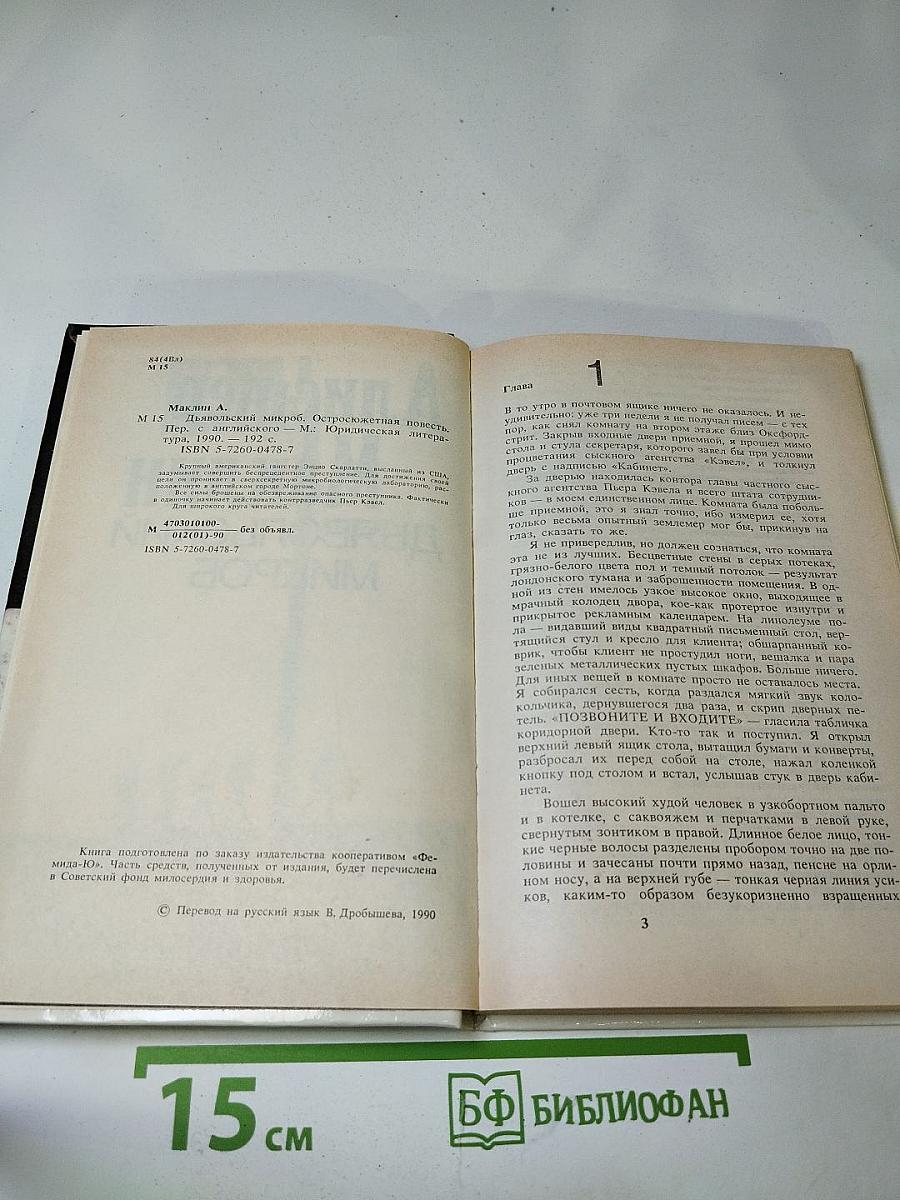 84(4Вл)
М 15
Маклин А.
М 15 Дьявольский микроб. Остросюжетная повесть.
Пер. с английского — М.: Юридическая литера-
тура, 1990. — 192 с.
ISBN 5-7260-0478-7
Крупный американский гангстер Энцио Скарлатти, высланный из США
задумывает совершить беспрецедентное преступление. Для достижения своей
цели он проникает в сверхсекретную микробиологическую лабораторию, рас-
положенную в английском городе Мортоне.
Все силы брошены на обезвреживание опасного преступника. Фактически
в одиночку начинает действовать контрразведчик Пьер Кэвел.
Для широкого круга читателей.
М 4703010100-
012(01)-90
без объявл.
ISBN 5-7260-0478-7
Книга подготовлена по заказу издательства кооперативом «Фе-
мида-Ю». Часть средств, полученных от издания, будет перечислена
в Советский фонд милосердия и здоровья.
© Перевод на русский язык В. Дробышева, 1990
Глава 1
В то утро в почтовом ящике ничего не оказалось. И не-
удивительно: уже три недели я не получал писем — с тех
пор, как снял комнату на втором этаже близ Оксфорд-
стрит. Закрыв входные двери приемной, я прошел мимо
стола и стула секретаря, которого завел бы при условии
процветания сыскного агентства «Кэвел», и толкнул
дверь с надписью «Кабинет».
За дверью находилась контора главы частного сыс-
кного агентства Пьера Кэвела и всего штата сотрудни-
ков — в моем единственном лице. Комната была поболь-
ше приемной, это я знал точно, ибо измерил ее, хотя
только весьма опытный землемер мог бы, прикинув на
глаз, сказать то же.
Я не привередлив, но должен сознаться, что комната
эта не из лучших. Бесцветные стены в серых потеках,
грязно-белого цвета пол и темный потолок — результат
лондонского тумана и заброшенности помещения. В од-
ной из стен имелось узкое высокое окно, выходящее в
мрачный колодец двора, кое-как протертое изнутри и
прикрытое рекламным календарем. На линолеуме по-
ла — видавший виды квадратный письменный стол, вер-
тящийся стул и кресло для клиента; обшарпанный ко-
врик, чтобы клиент не простудил ноги, вешалка и пара
зеленых металлических пустых шкафов. Больше ничего.
Для иных вещей в комнате просто не оставалось места.
Я собирался сесть, когда раздался мягкий звук коло-
кольчика, дернувшегося два раза, и скрип дверных пе-
тель. «ПОЗВОНИТЕ И ВХОДИТЕ» — гласила табличка
коридорной двери. Кто-то так и поступил. Я открыл
верхний левый ящик стола, вытащил бумаги и конверты,
разбросал их перед собой на столе, нажал коленкой
кнопку под столом и встал, услышав стук в дверь каби-
нета.
Вошел высокий худой человек в узкобортном пальто
и в котелке, с саквояжем и перчатками в левой руке,
свернутым зонтиком в правой. Длинное белое лицо, тон-
кие черные волосы разделены пробором точно на две по-
ловины и зачесаны почти прямо назад, пенсне на орли-
ном носу, а на верхней губе — тонкая черная линия уси-
ков, каким-то образом безукоризненно взращенных
3
15 см
БФ БИБЛИОФАН